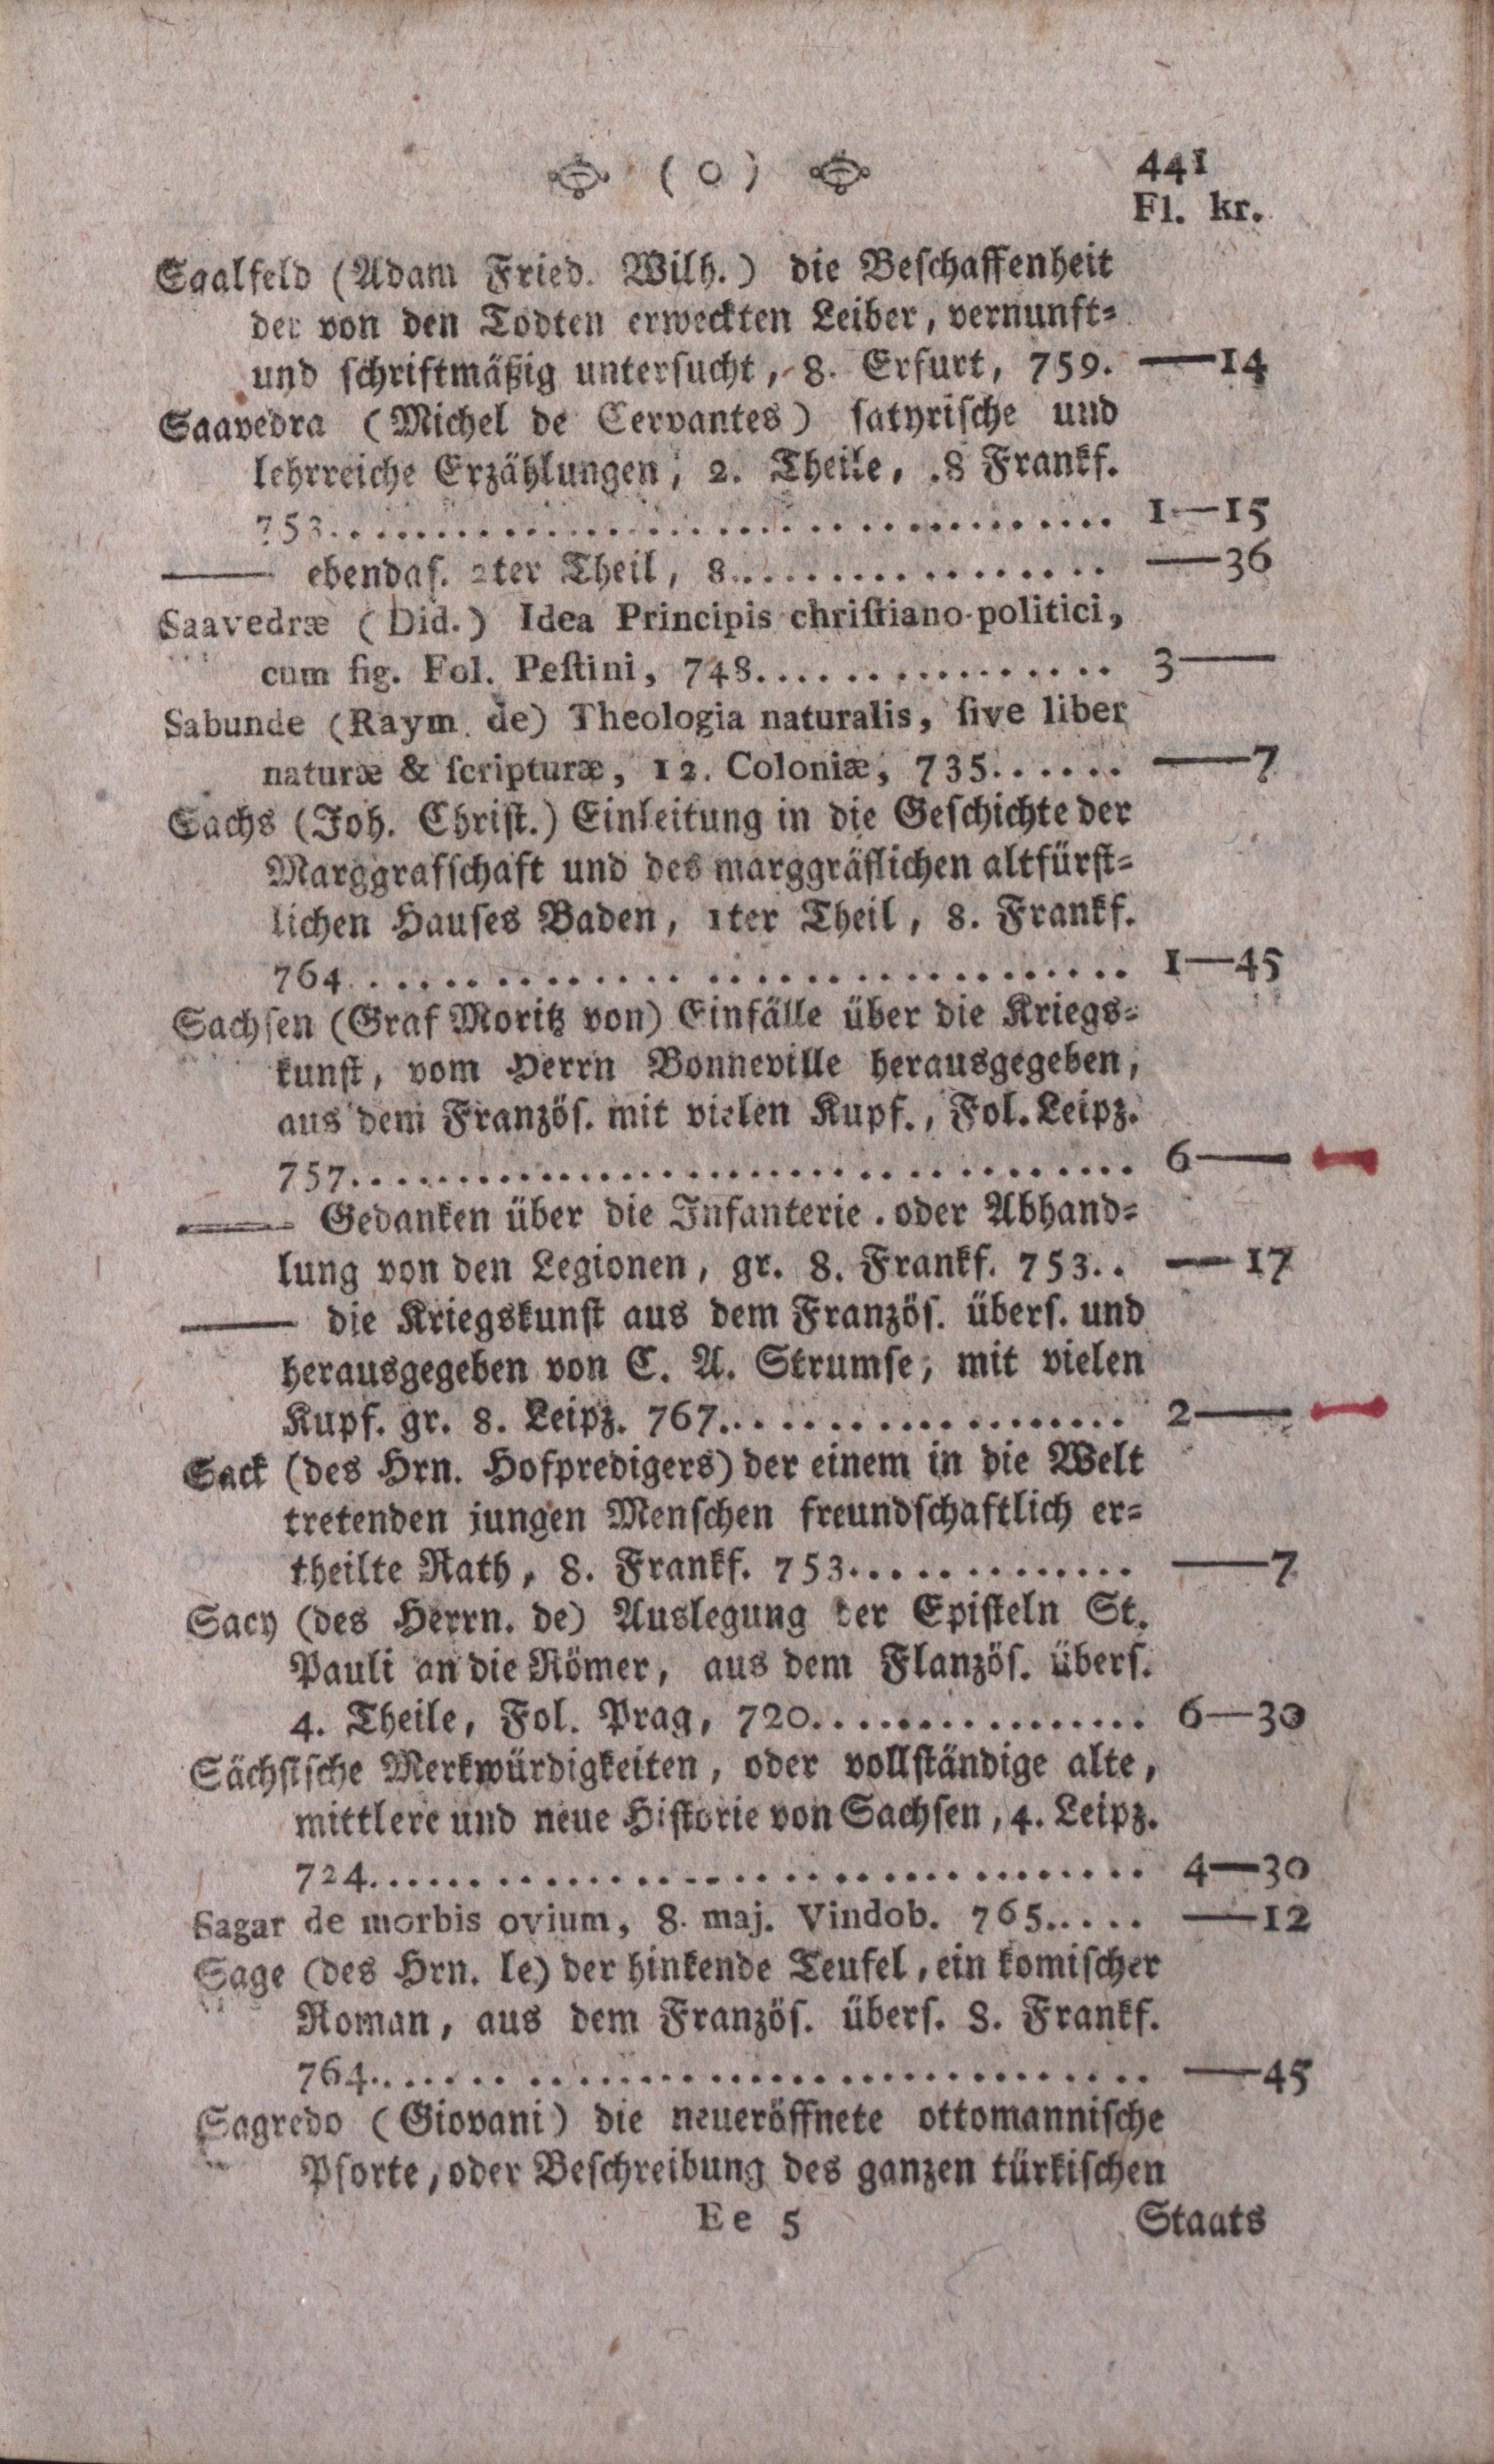 ( o ) 441
Fl. kr.
Saalfeld (Adam Fried. Wilh.) die Beschaffenheit
der von den Todten erweckten Leiber, vernunft-
und schriftmäßig untersucht, 8. Erfurt, 759. —14
Saavedra (Michel de Cervantes) satyrische und
lehrreiche Erzählungen, 2. Theile, .8 Frankf.
753.................................. 1—15
—— ebendas. 2ter Theil, 8.................. —36
Saavedræ (Did.) Idea Principis christiano-politici,
cum fig. Fol. Pestini, 748................ 3——
Sabunde (Raym. de) Theologia naturalis, sive liber
naturæ & scripturæ, 12. Coloniæ, 735...... ——7
Sachs (Joh. Christ.) Einleitung in die Geschichte der
Marggrafschaft und des marggräflichen altfürst-
lichen Hauses Baden, 1ter Theil, 8. Frankf.
764.................................. 1—45
Sachsen (Graf Moritz von) Einfälle über die Kriegs-
kunst, vom Herrn Bonneville herausgegeben,
aus dem Französ. mit vielen Kupf., Fol. Leipz.
757.................................. 6——
—— Gedanken über die Infanterie . oder Abhand-
lung von den Legionen, gr. 8. Frankf. 753.. —17
—— die Kriegskunst aus dem Französ. übers. und
herausgegeben von C. A. Strumse, mit vielen
Kupf. gr. 8. Leipz. 767.................. 2——
Sack (des Hrn. Hofpredigers) der einem in die Welt
tretenden jungen Menschen freundschaftlich er-
theilte Rath, 8. Frankf. 753............. ——7
Sacy (des Herrn. de) Auslegung der Episteln St.
Pauli an die Römer, aus dem Flanzös. übers.
4. Theile, Fol. Prag, 720................ 6—30
Sächsische Merkwürdigkeiten, oder vollständige alte,
mittlere und neue Historie von Sachsen, 4. Leipz.
724.................................. 4—30
Sagar de morbis ovium, 8. maj. Vindob. 765..... —12
Sage (des Hrn. le) der hinkende Teufel, ein komischer
Roman, aus dem Französ. übers. 8. Frankf.
764.................................. —45
Sagredo (Giovani) die neueröffnete ottomannische
Pforte, oder Beschreibung des ganzen türkischen
Ee 5 Staats